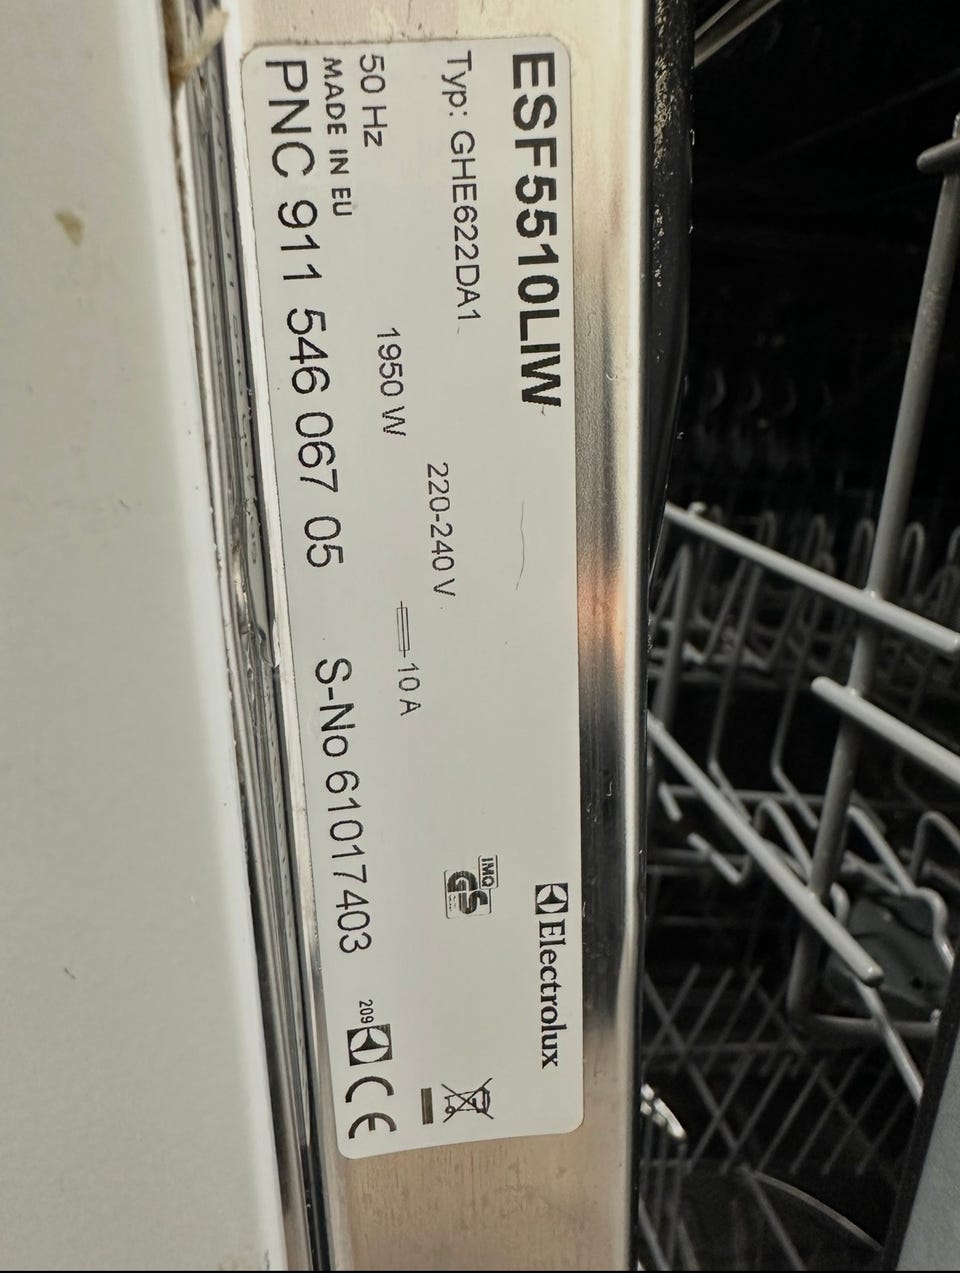 ESF5510LIW
Electrolux
Typ: GHE622DA1
220-240 V
IMQ
GS
50 Hz
1950 W
10 A
MADE IN EU
PNC 911 546 067 05
S-No 61017403
209
CE